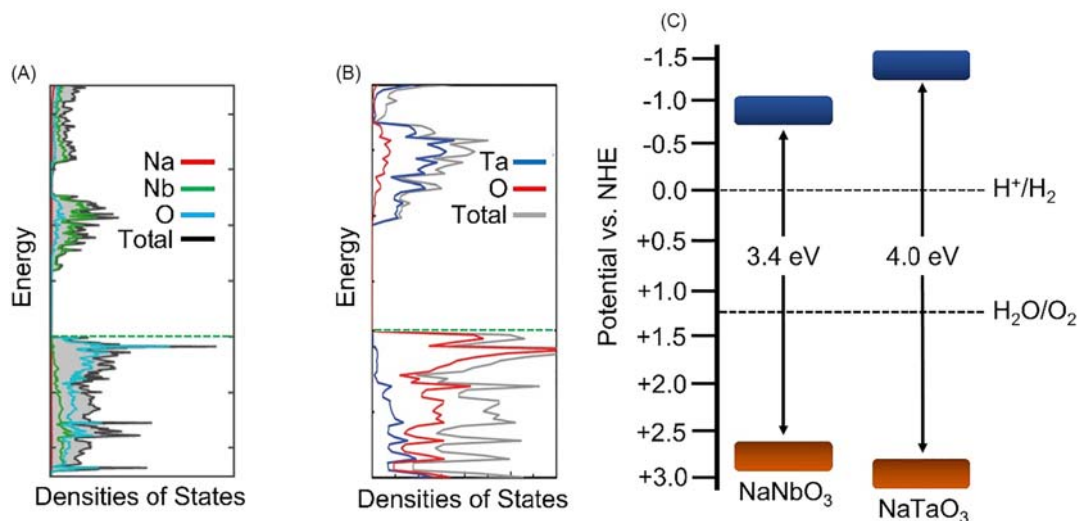 (A)
Na
Nb
O
Total
Energy
Densities of States
(B)
Ta
O
Total
Energy
Densities of States
(C)
Potential vs. NHE
-1.5
-1.0
-0.5
0.0
+0.5
+1.0
+1.5
+2.0
+2.5
+3.0
H⁺/H₂
3.4 eV
4.0 eV
H₂O/O₂
NaNbO₃
NaTaO₃